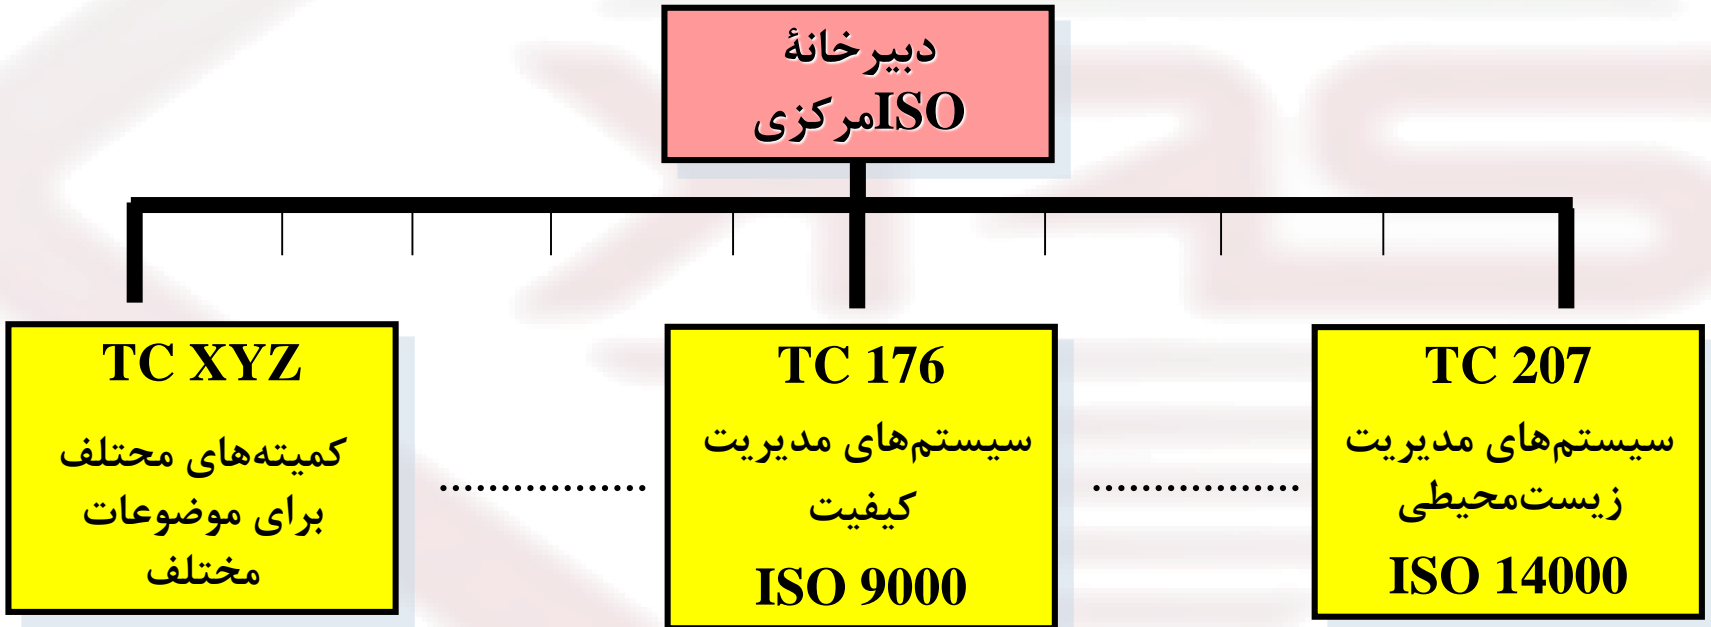 دبیرخانهٔ
ISOمرکزی
TC 207
سیستم‌های مدیریت
زیست‌محیطی
ISO 14000
TC 176
سیستم‌های مدیریت
کیفیت
ISO 9000
TC XYZ
کمیته‌های محتلف
برای موضوعات
مختلف